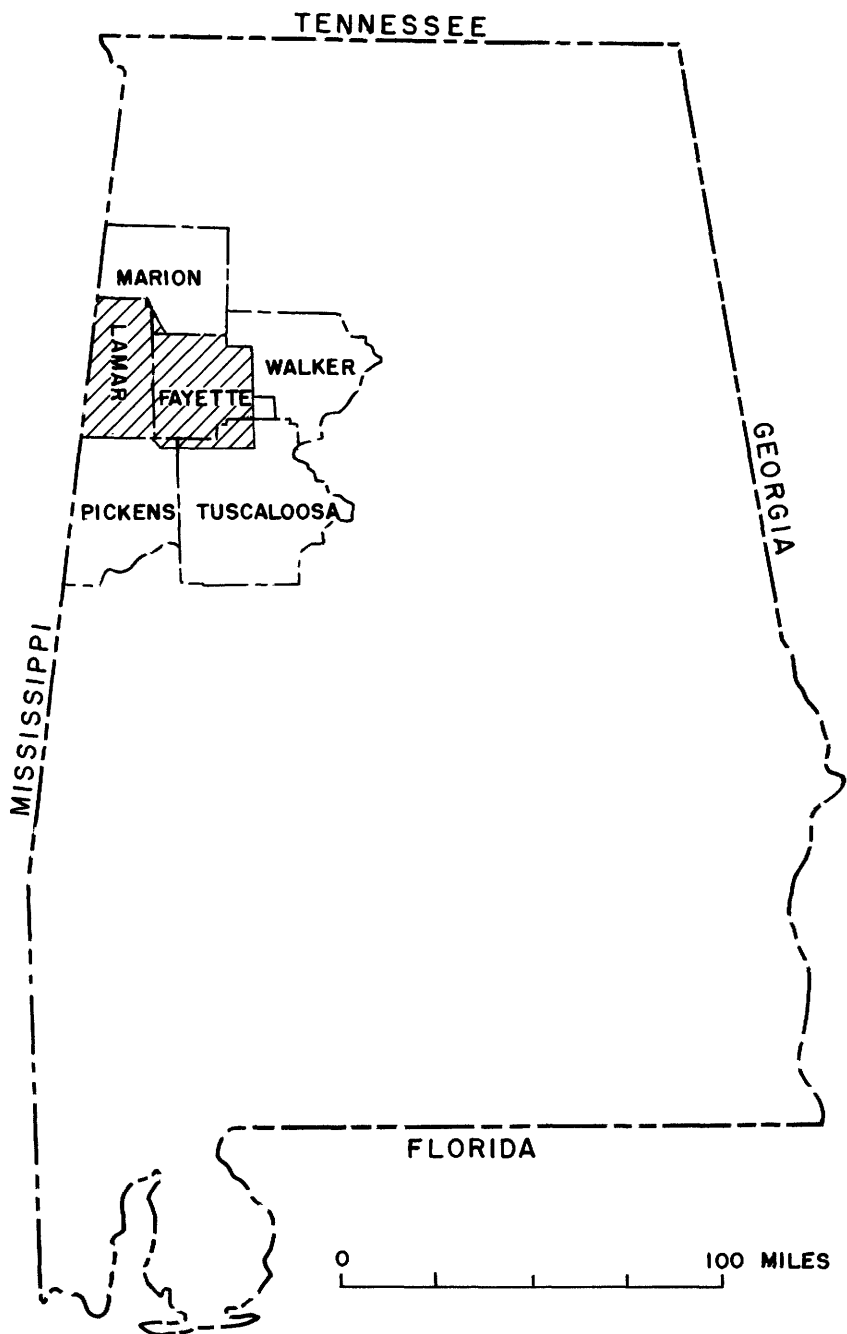 TENNESSEE
MARION
LAMAR
WALKER
FAYETTE
GEORGIA
PICKENS
TUSCALOOSA
MISSISSIPPI
FLORIDA
0
100 MILES